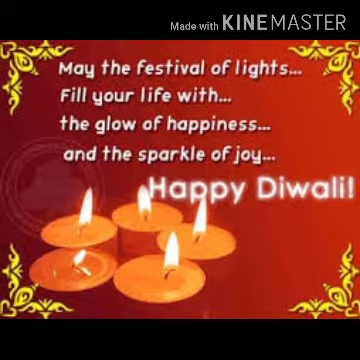 Made with KINEMASTER
May the festival of lights...
Fill your life with...
the glow of happiness...
and the sparkle of joy...
Happy Diwali!